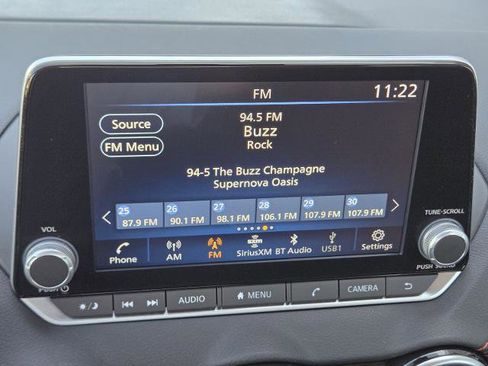 FM
11:22
Source
94.5 FM
Buzz
FM Menu
Rock
94-5 The Buzz Champagne
Supernova Oasis
25 26 27 28 29 30
87.9 FM 90.1 FM 98.1 FM 106.1 FM 107.9 FM 107.9 FM
VOL
TUNE·SCROLL
Phone AM FM SiriusXM BT Audio USB1 Settings
PUSH
PUSH SOUND
AUDIO MENU CAMERA